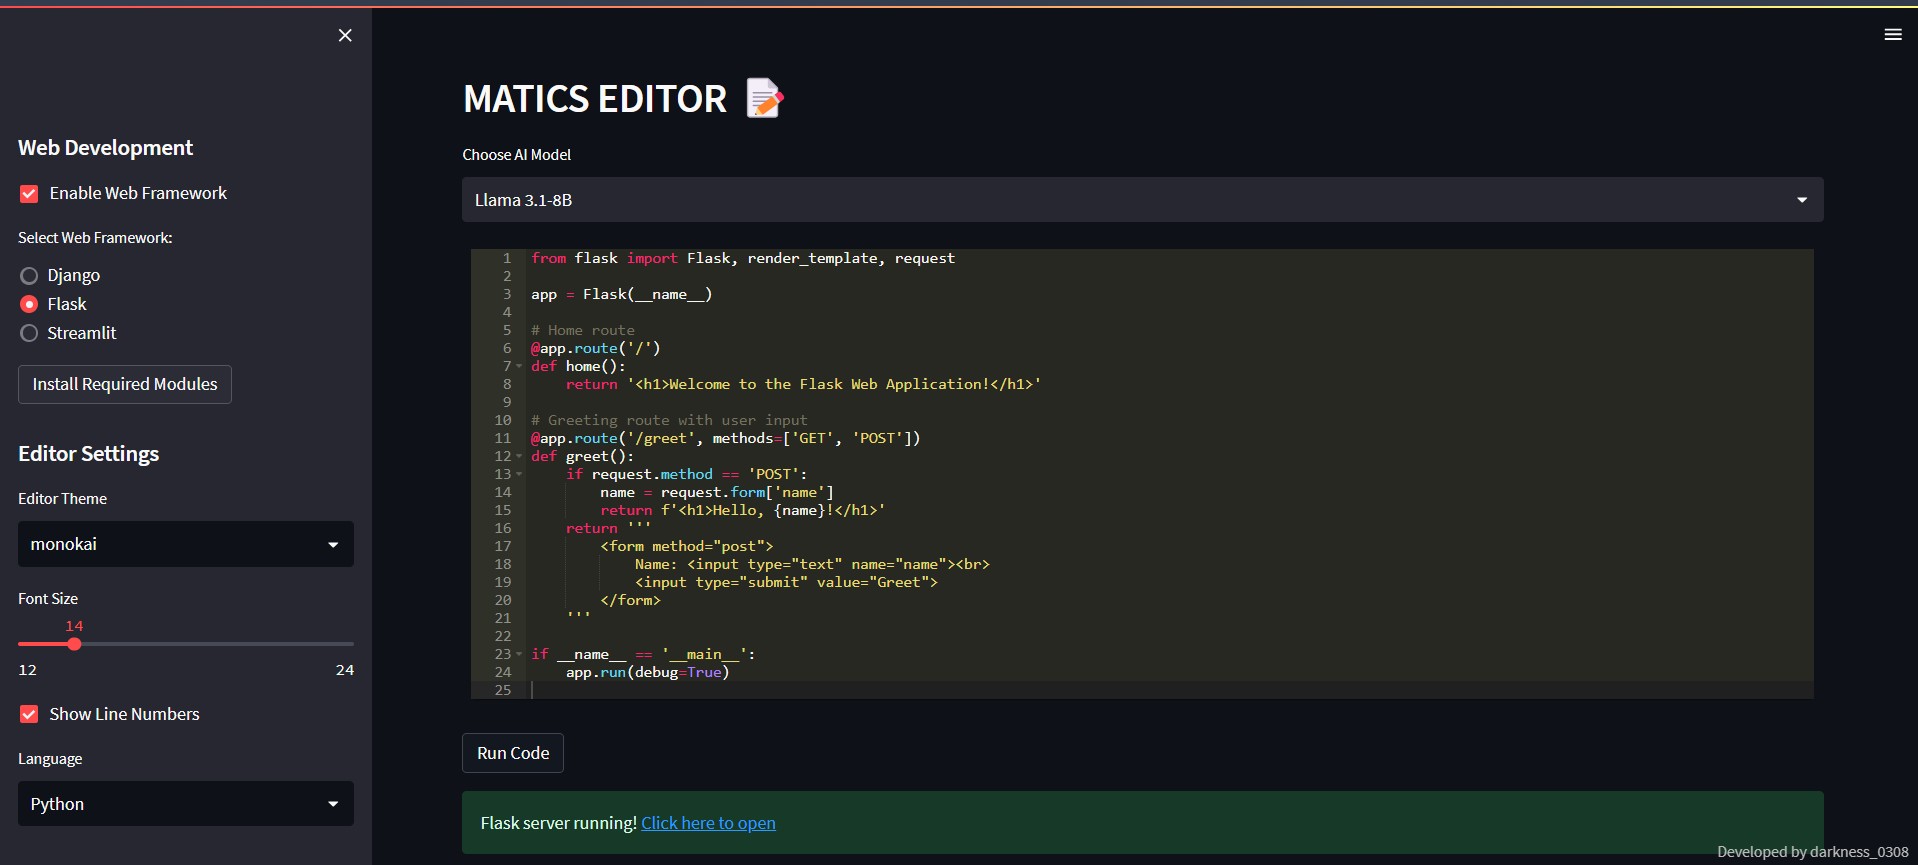 Web Development
Enable Web Framework
Select Web Framework:
Django
Flask
Streamlit
Install Required Modules
Editor Settings
Editor Theme
monokai
Font Size
14
12 24
Show Line Numbers
Language
Python
MATICS EDITOR
Choose AI Model
Llama 3.1-8B
1 from flask import Flask, render_template, request
2
3 app = Flask(__name__)
4
5 # Home route
6 @app.route('/')
7 def home():
8     return '<h1>Welcome to the Flask Web Application!</h1>'
9
10 # Greeting route with user input
11 @app.route('/greet', methods=['GET', 'POST'])
12 def greet():
13     if request.method == 'POST':
14         name = request.form['name']
15         return f'<h1>Hello, {name}!</h1>'
16     return '''
17         <form method="post">
18             Name: <input type="text" name="name"><br>
19             <input type="submit" value="Greet">
20         </form>
21     '''
22
23 if __name__ == '__main__':
24     app.run(debug=True)
25
Run Code
Flask server running! Click here to open
Developed by darkness_0308